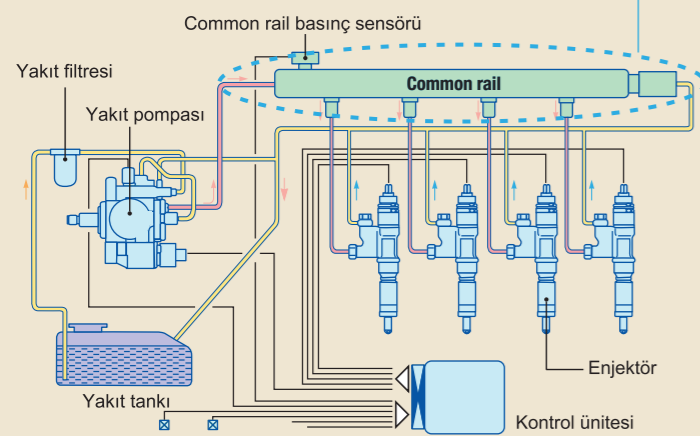 Common rail basınç sensörü
Yakıt filtresi
Common rail
Yakıt pompası
Enjektör
Yakıt tankı
Kontrol ünitesi